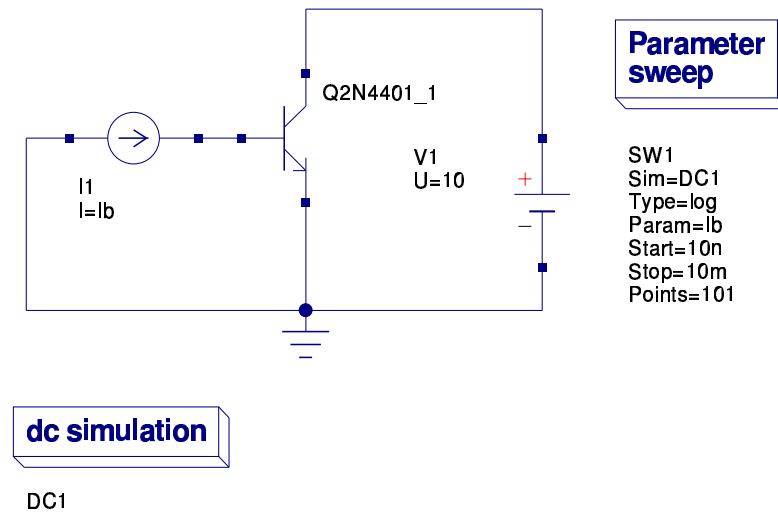 Parameter
sweep
Q2N4401_1
I1
I=Ib
V1
U=10
+
−
SW1
Sim=DC1
Type=log
Param=Ib
Start=10n
Stop=10m
Points=101
dc simulation
DC1